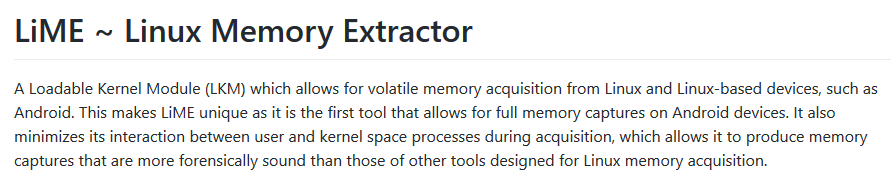 LiME ~ Linux Memory Extractor
A Loadable Kernel Module (LKM) which allows for volatile memory acquisition from Linux and Linux-based devices, such as
Android. This makes LiME unique as it is the first tool that allows for full memory captures on Android devices. It also
minimizes its interaction between user and kernel space processes during acquisition, which allows it to produce memory
captures that are more forensically sound than those of other tools designed for Linux memory acquisition.